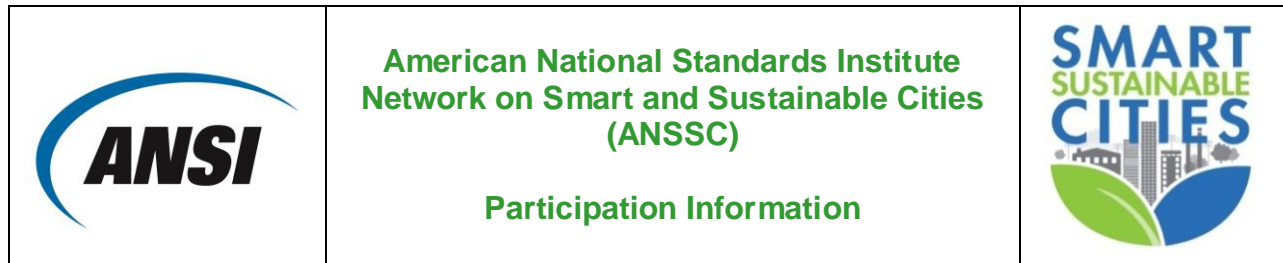 ANSI
American National Standards Institute
Network on Smart and Sustainable Cities
(ANSSC)
Participation Information
SMART
SUSTAINABLE
CITIES